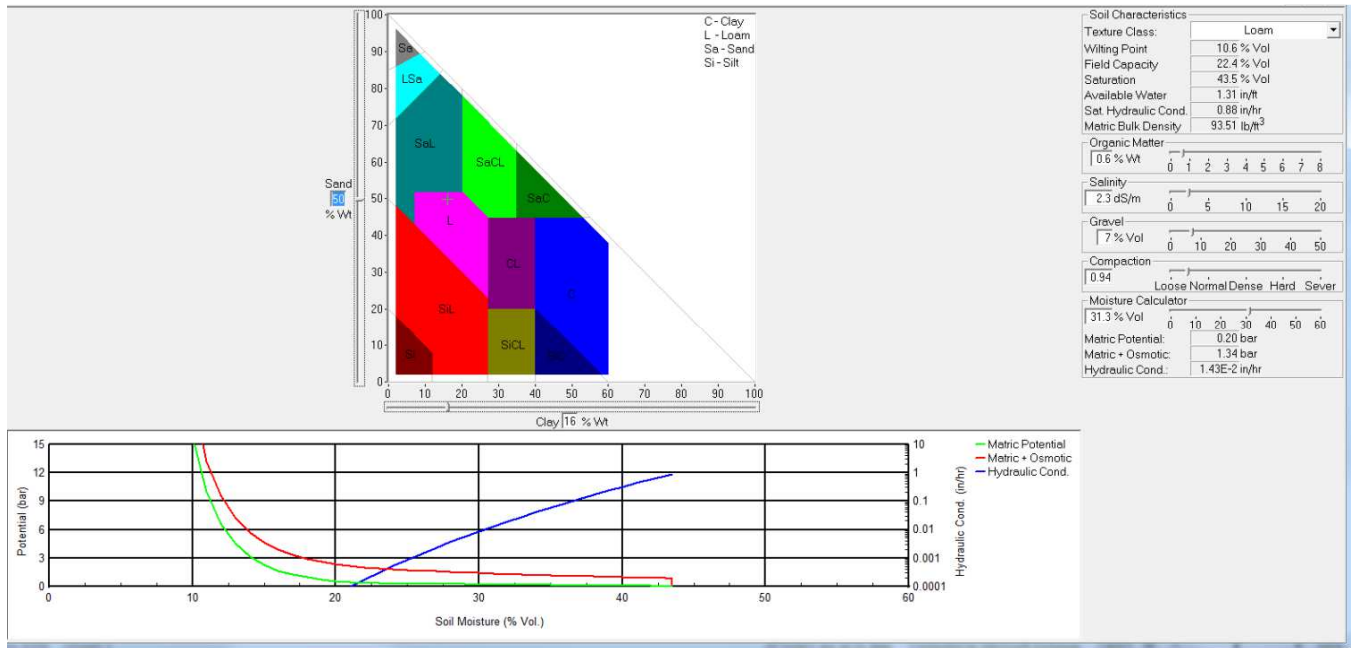 100
90
80
70
60
50
40
30
20
10
0
Sand
50
% Wt
C - Clay
L - Loam
Sa - Sand
Si - Silt
Sa
LSa
SaL
SaCL
SaC
L
CL
C
SiL
SiCL
Si
0 10 20 30 40 50 60 70 80 90 100
Clay 16 % Wt
Soil Characteristics
Texture Class: Loam
Wilting Point 10.6 % Vol
Field Capacity 22.4 % Vol
Saturation 43.5 % Vol
Available Water 1.31 in/ft
Sat. Hydraulic Cond. 0.88 in/hr
Matric Bulk Density 93.51 lb/ft3
Organic Matter
0.6 % Wt 0 1 2 3 4 5 6 7 8
Salinity
2.3 dS/m 0 5 10 15 20
Gravel
7 % Vol 0 10 20 30 40 50
Compaction
0.94 Loose Normal Dense Hard Sever
Moisture Calculator
31.3 % Vol 0 10 20 30 40 50 60
Matric Potential: 0.20 bar
Matric + Osmotic: 1.34 bar
Hydraulic Cond.: 1.43E-2 in/hr
Potential (bar)
15
12
9
6
3
0
0 10 20 30 40 50 60
Soil Moisture (% Vol.)
10
1
0.1
0.01
0.001
0.0001
Hydraulic Cond. (in/hr)
Matric Potential
Matric + Osmotic
Hydraulic Cond.